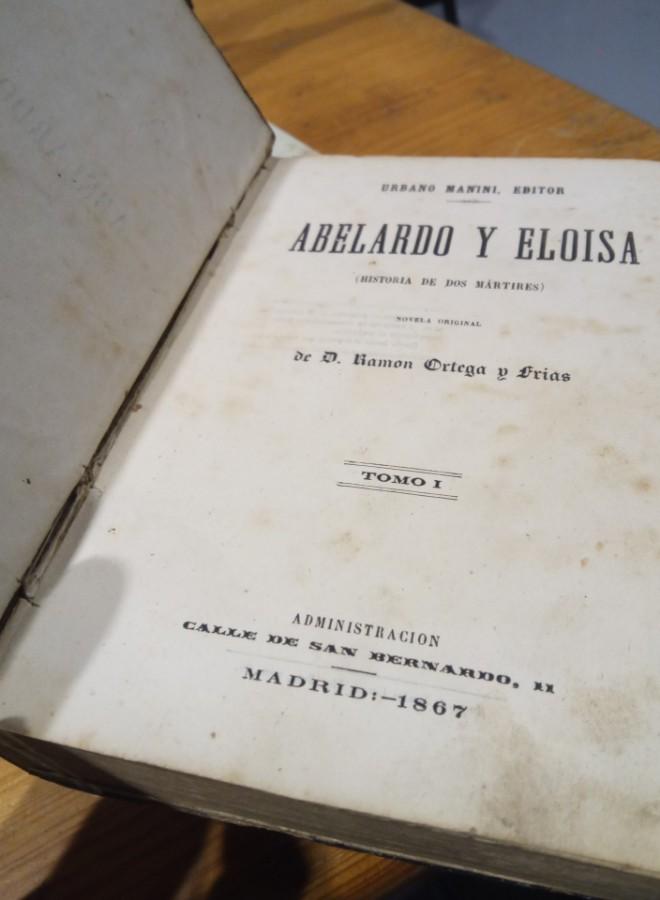 URBANO MANINI, EDITOR
ABELARDO Y ELOISA
(HISTORIA DE DOS MÁRTIRES)
NOVELA ORIGINAL
de D. Ramon Ortega y Frias
TOMO I
ADMINISTRACION
CALLE DE SAN BERNARDO, 11
MADRID:—1867